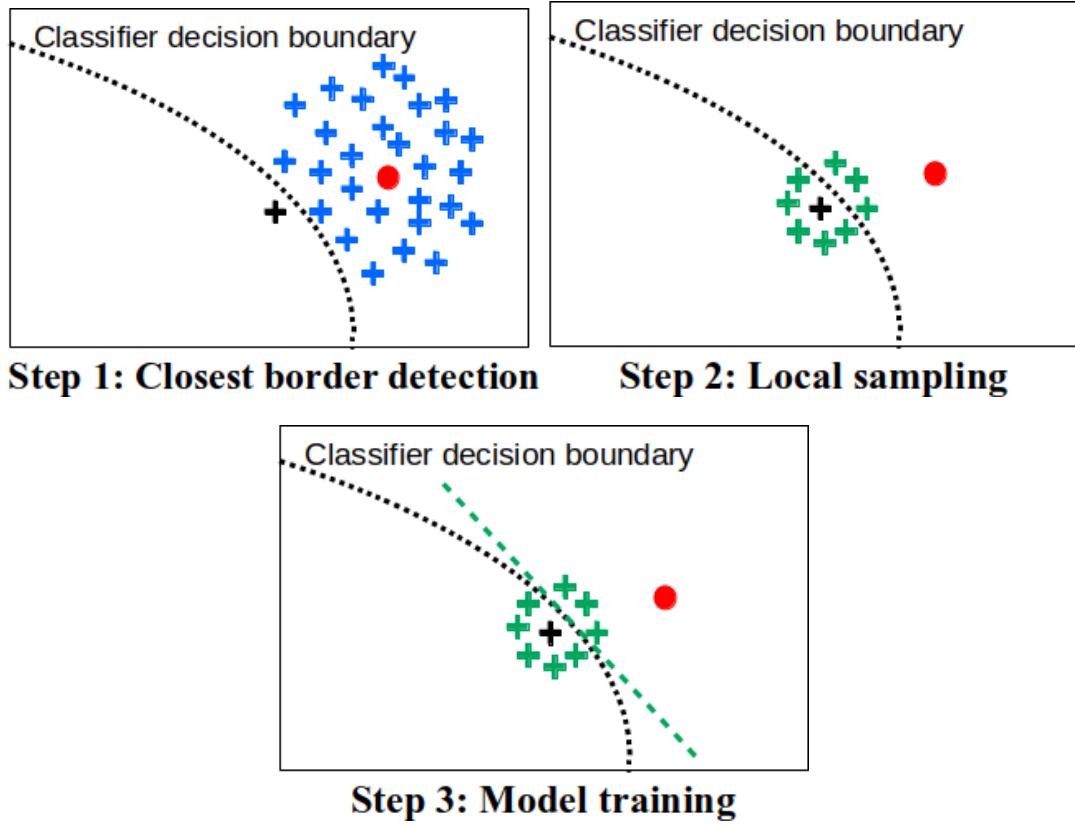 Classifier decision boundary
Classifier decision boundary
Step 1: Closest border detection
Step 2: Local sampling
Classifier decision boundary
Step 3: Model training